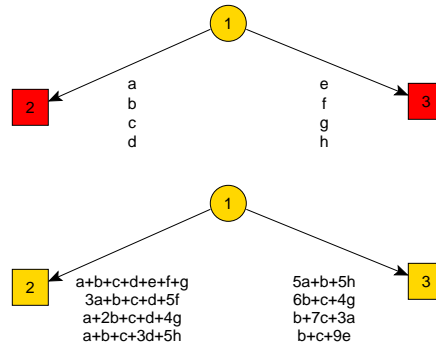 1
2
3
a
b
c
d
e
f
g
h
1
2
3
a+b+c+d+e+f+g
3a+b+c+d+5f
a+2b+c+d+4g
a+b+c+3d+5h
5a+b+5h
6b+c+4g
b+7c+3a
b+c+9e